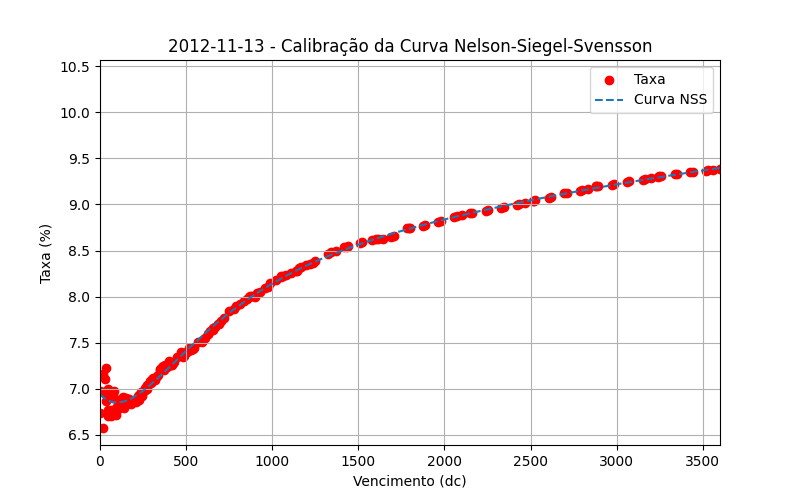 2012-11-13 - Calibração da Curva Nelson-Siegel-Svensson
Taxa
Curva NSS
Taxa (%)
10.5
10.0
9.5
9.0
8.5
8.0
7.5
7.0
6.5
0 500 1000 1500 2000 2500 3000 3500
Vencimento (dc)